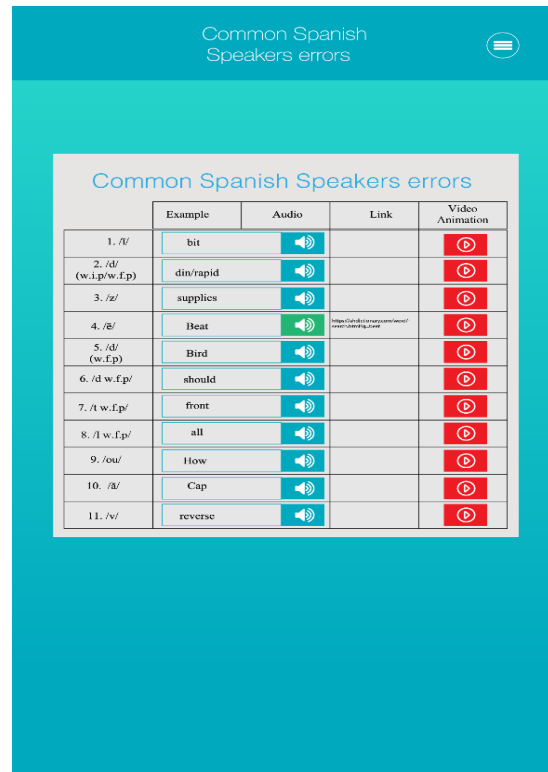 Common Spanish
Speakers errors
Common Spanish Speakers errors
Example Audio Link Video
Animation
1. /ĭ/ bit
2. /d/
(w.i.p/w.f.p) din/rapid
3. /z/ supplies
4. /ē/ Beat
5. /d/
(w.f.p) Bird
6. /d w.f.p/ should
7. /t w.f.p/ front
8. /l w.f.p/ all
9. /ou/ How
10. /ă/ Cap
11. /v/ reverse